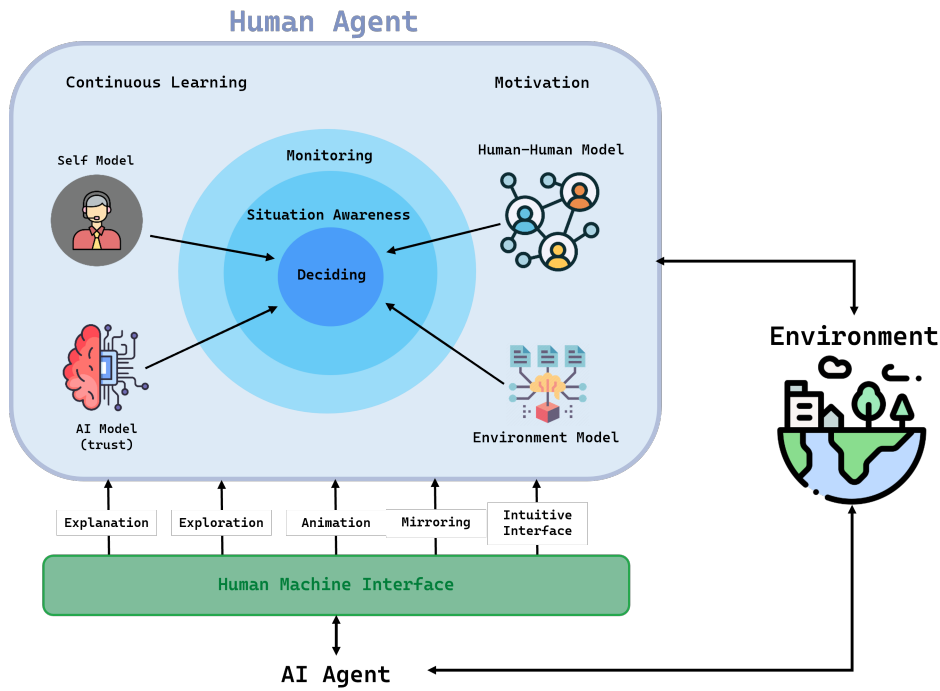 Human Agent
Continuous Learning
Motivation
Self Model
Monitoring
Human-Human Model
Situation Awareness
Deciding
Environment
AI Model
(trust)
Environment Model
Explanation
Exploration
Animation
Mirroring
Intuitive
Interface
Human Machine Interface
AI Agent